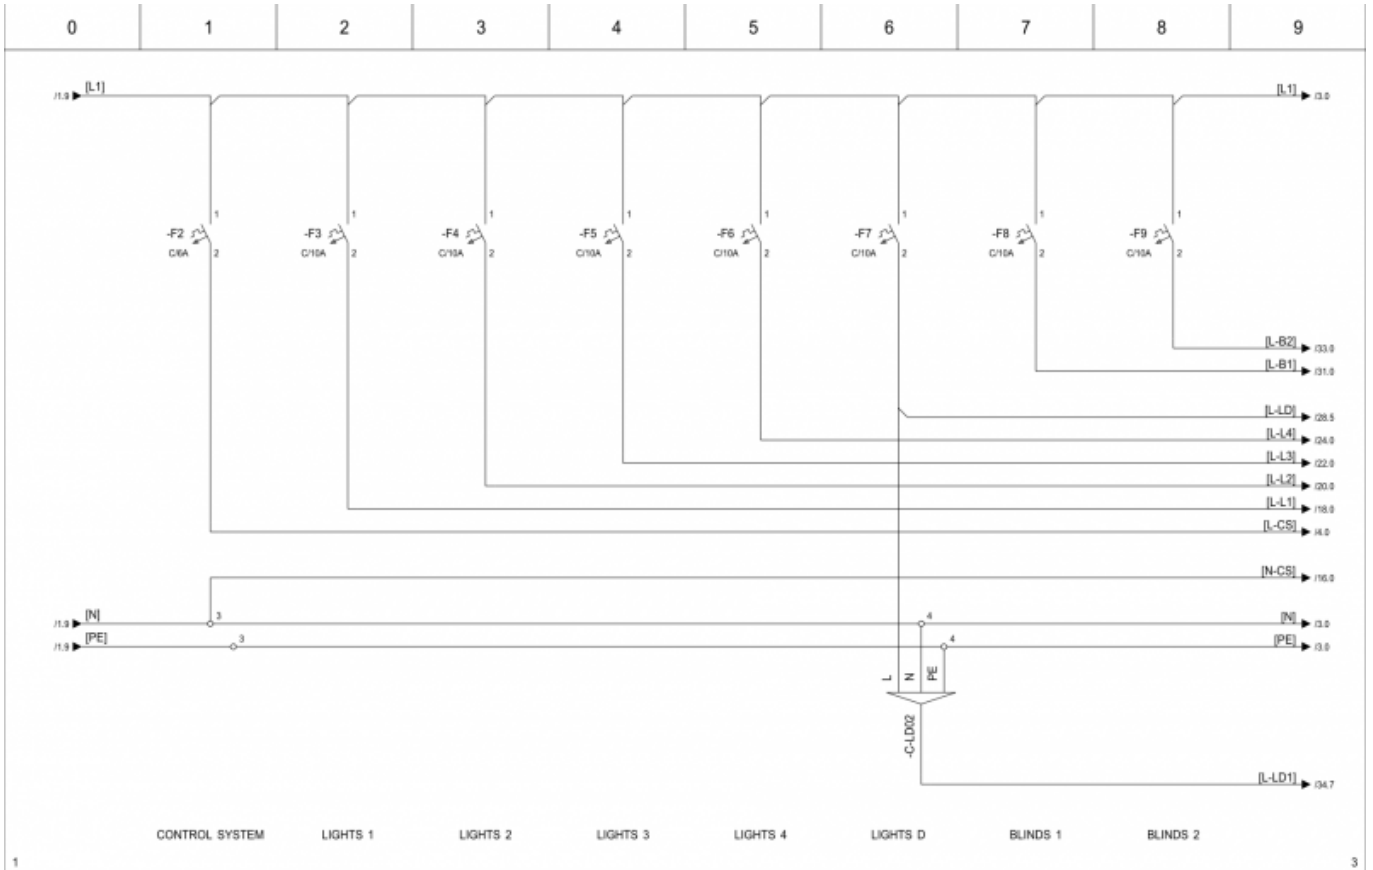 0 1 2 3 4 5 6 7 8 9
[L1] [L1]
/1.9 /3.0
1 1 1 1 1 1 1 1
-F2 -F3 -F4 -F5 -F6 -F7 -F8 -F9
C/6A 2 C/10A 2 C/10A 2 C/10A 2 C/10A 2 C/10A 2 C/10A 2 C/10A 2
[L-B2] /33.0
[L-B1] /31.0
[L-LD] /28.5
[L-L4] /24.0
[L-L3] /22.0
[L-L2] /20.0
[L-L1] /18.0
[L-CS] /4.0
[N-CS] /16.0
/1.9 [N] 3 4 [N] /3.0
/1.9 [PE] 3 4 [PE] /3.0
L N PE
-C-LD02
[L-LD1] /34.7
CONTROL SYSTEM LIGHTS 1 LIGHTS 2 LIGHTS 3 LIGHTS 4 LIGHTS D BLINDS 1 BLINDS 2
1 3